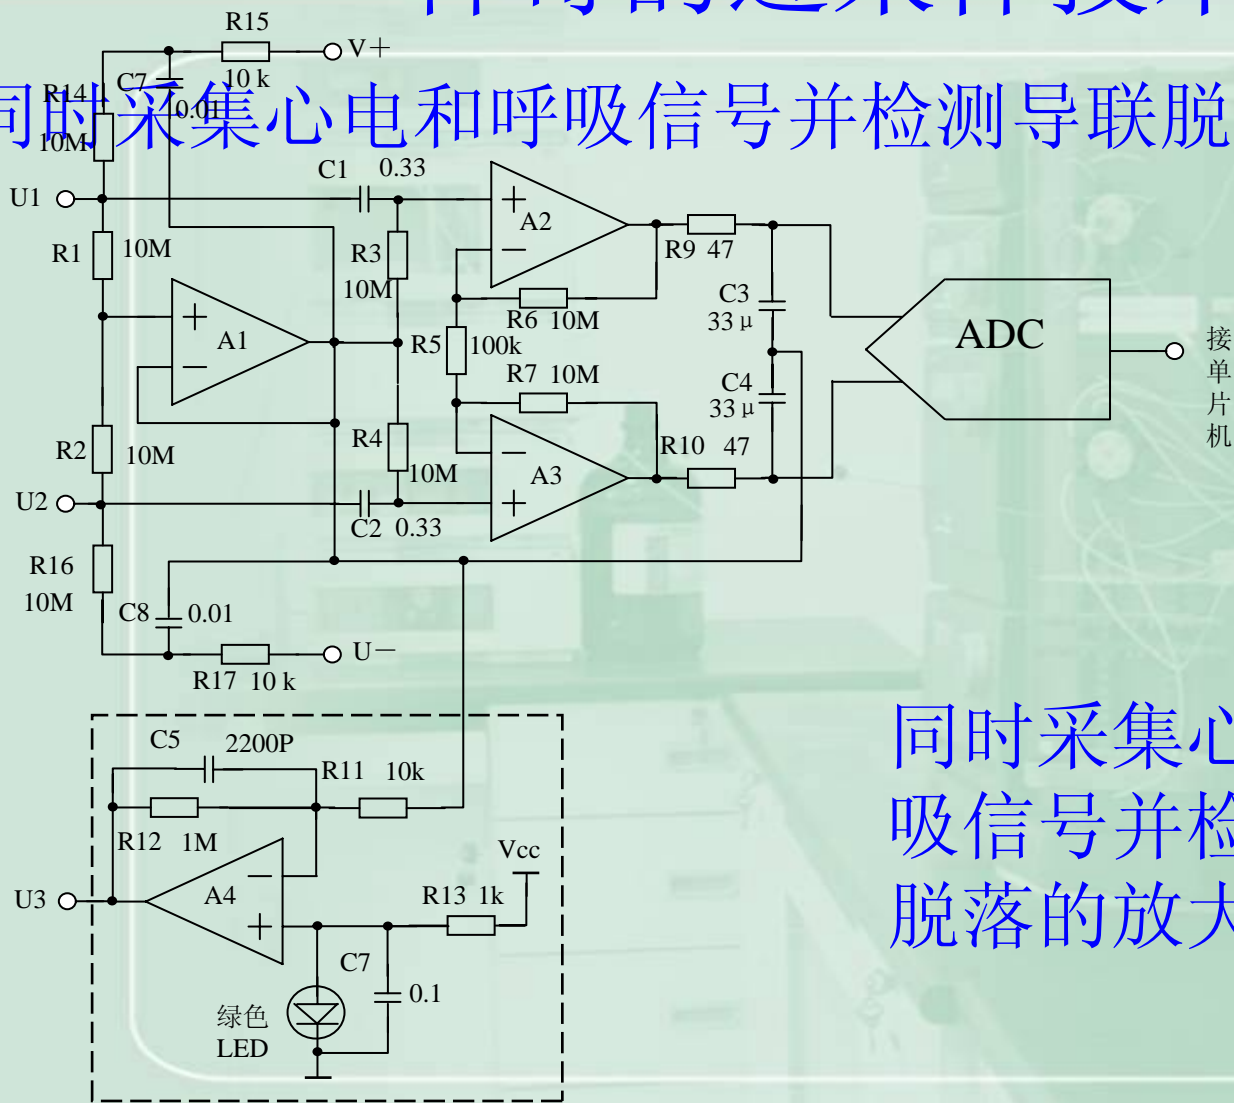 同时采集心电和呼吸信号并检测导联脱
R15
V+
10 k
C7
0.01
R14
10M
C1 0.33
U1
R1 10M
R3
10M
A2
R9 47
R6 10M
C3
33 μ
A1
R5 100k
ADC
接单片机
R7 10M
C4
33 μ
R2 10M
R4
10M
A3
R10 47
U2
C2 0.33
R16
10M
C8 0.01
U−
R17 10 k
C5 2200P
R11 10k
R12 1M
Vcc
A4
R13 1k
U3
C7
0.1
绿色
LED
同时采集心
吸信号并检
脱落的放大